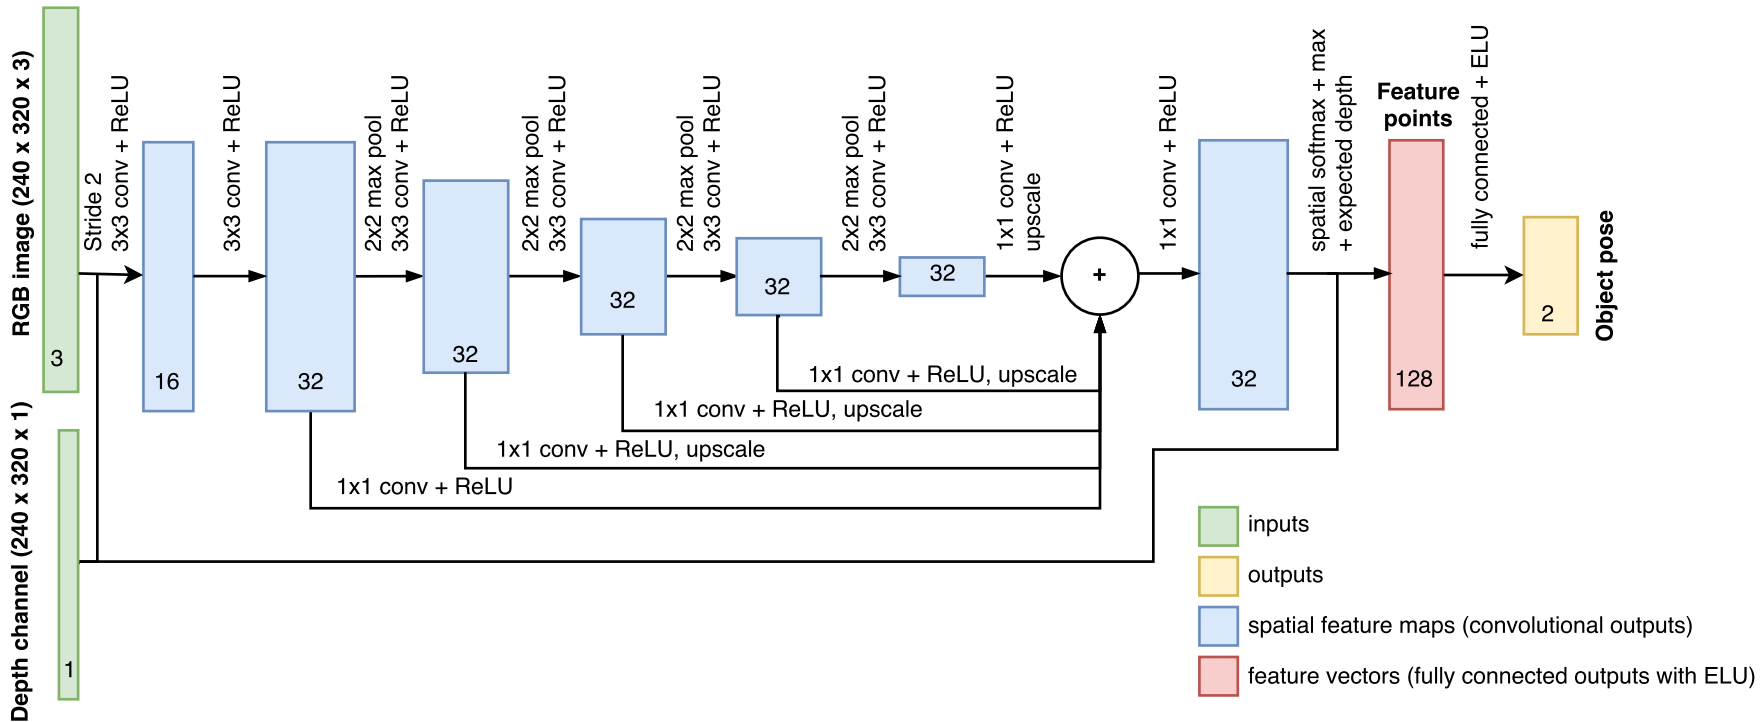 RGB image (240 x 320 x 3)
3
Depth channel (240 x 320 x 1)
1
Stride 2
3x3 conv + ReLU
16
3x3 conv + ReLU
32
2x2 max pool
3x3 conv + ReLU
32
2x2 max pool
3x3 conv + ReLU
32
2x2 max pool
3x3 conv + ReLU
32
2x2 max pool
3x3 conv + ReLU
32
1x1 conv + ReLU
upscale
+
1x1 conv + ReLU, upscale
1x1 conv + ReLU, upscale
1x1 conv + ReLU, upscale
1x1 conv + ReLU
1x1 conv + ReLU
32
spatial softmax + max
+ expected depth
Feature
points
128
fully connected + ELU
2
Object pose
inputs
outputs
spatial feature maps (convolutional outputs)
feature vectors (fully connected outputs with ELU)